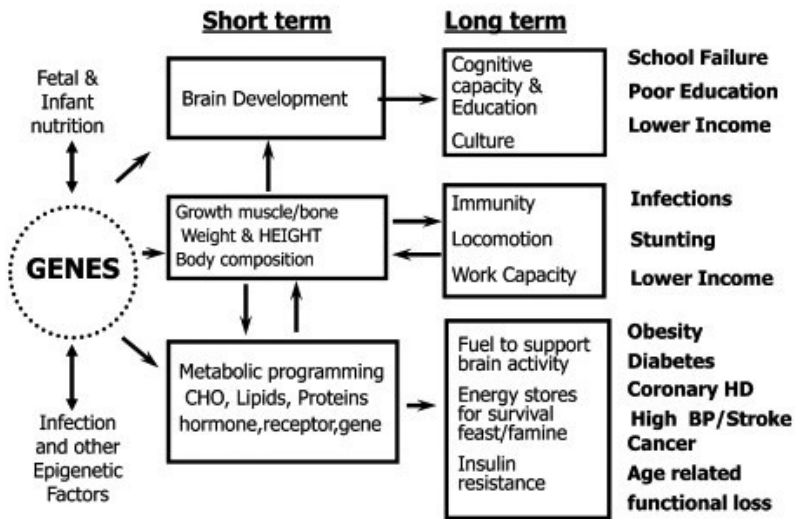 Short term
Long term
Fetal &
Infant
nutrition
GENES
Infection
and other
Epigenetic
Factors
Brain Development
Growth muscle/bone
Weight & HEIGHT
Body composition
Metabolic programming
CHO, Lipids, Proteins
hormone,receptor,gene
Cognitive
capacity &
Education
Culture
Immunity
Locomotion
Work Capacity
Fuel to support
brain activity
Energy stores
for survival
feast/famine
Insulin
resistance
School Failure
Poor Education
Lower Income
Infections
Stunting
Lower Income
Obesity
Diabetes
Coronary HD
High BP/Stroke
Cancer
Age related
functional loss